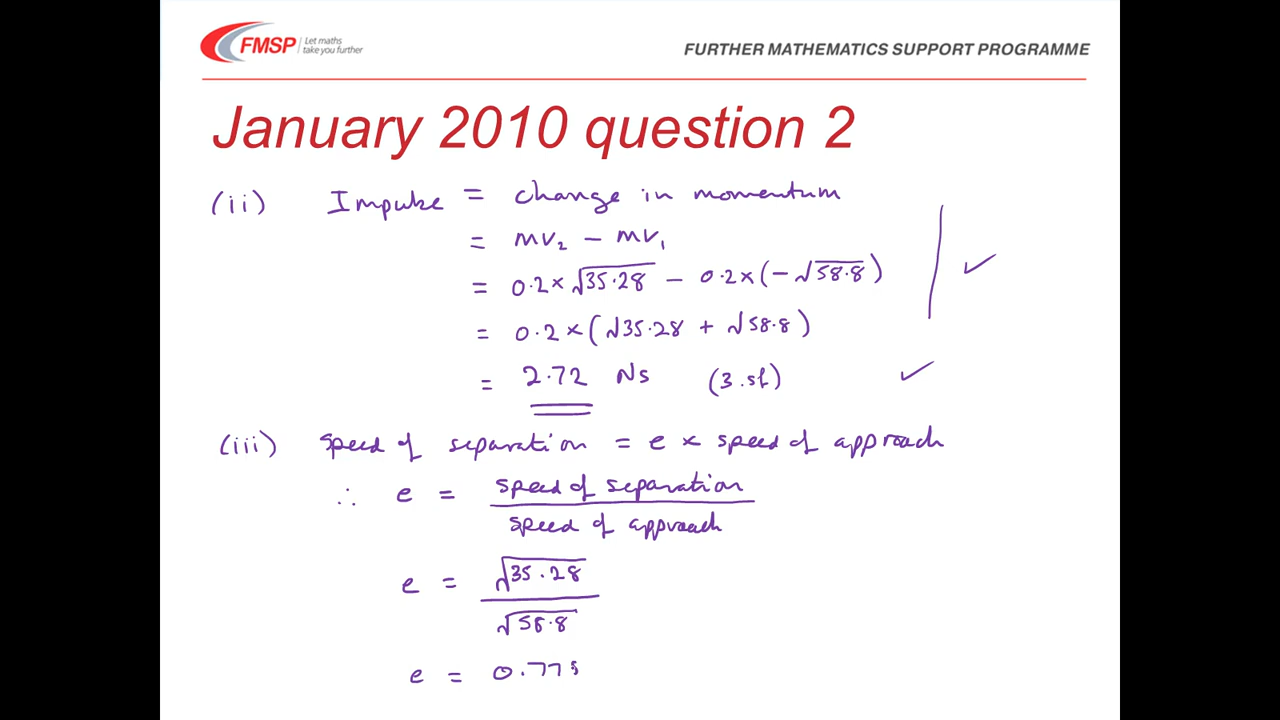 FMSP Let maths take you further
FURTHER MATHEMATICS SUPPORT PROGRAMME
January 2010 question 2
(ii) Impulse = change in momentum
= mv₂ − mv₁
= 0.2×√35.28 − 0.2×(−√58.8) ✓
= 0.2×(√35.28 + √58.8)
= 2.72 Ns (3.sf) ✓
(iii) speed of separation = e × speed of approach
∴ e = speed of separation / speed of approach
e = √35.28 / √58.8
e = 0.775